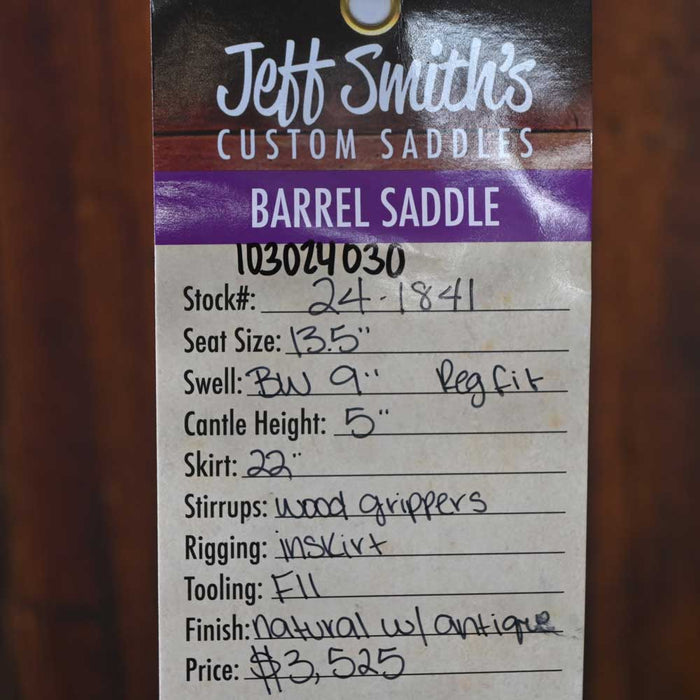 Jeff Smith's
CUSTOM SADDLES
BARREL SADDLE
103024030
Stock#: 24-1841
Seat Size: 13.5"
Swell: BW 9" Reg fit
Cantle Height: 5"
Skirt: 22"
Stirrups: wood grippers
Rigging: inskirt
Tooling: F11
Finish: natural w/ antique
Price: $3,525